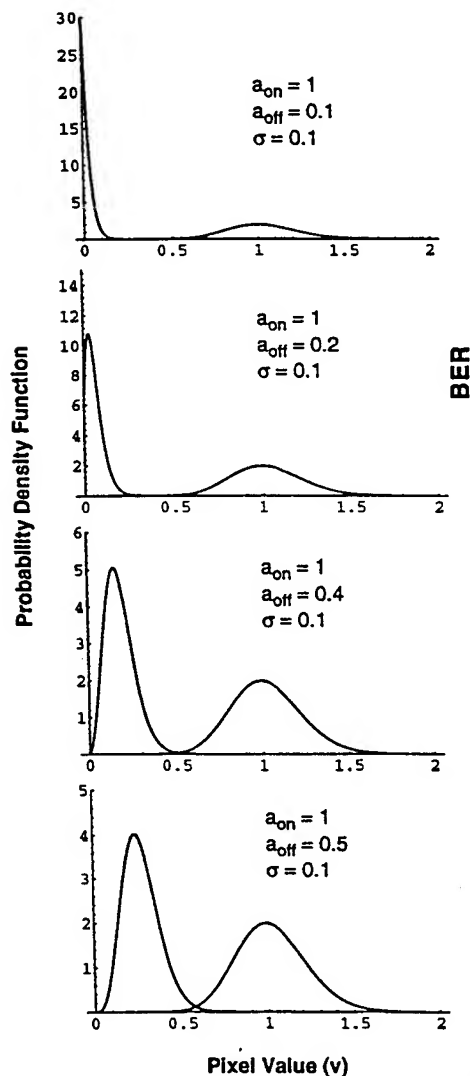 30
25
20
15
10
5
0
0.5
1
1.5
2
a_on = 1
a_off = 0.1
σ = 0.1
14
12
10
8
6
4
2
0
0.5
1
1.5
2
a_on = 1
a_off = 0.2
σ = 0.1
BER
Probability Density Function
6
5
4
3
2
1
0
0.5
1
1.5
2
a_on = 1
a_off = 0.4
σ = 0.1
5
4
3
2
1
0
0.5
1
1.5
2
a_on = 1
a_off = 0.5
σ = 0.1
Pixel Value (v)